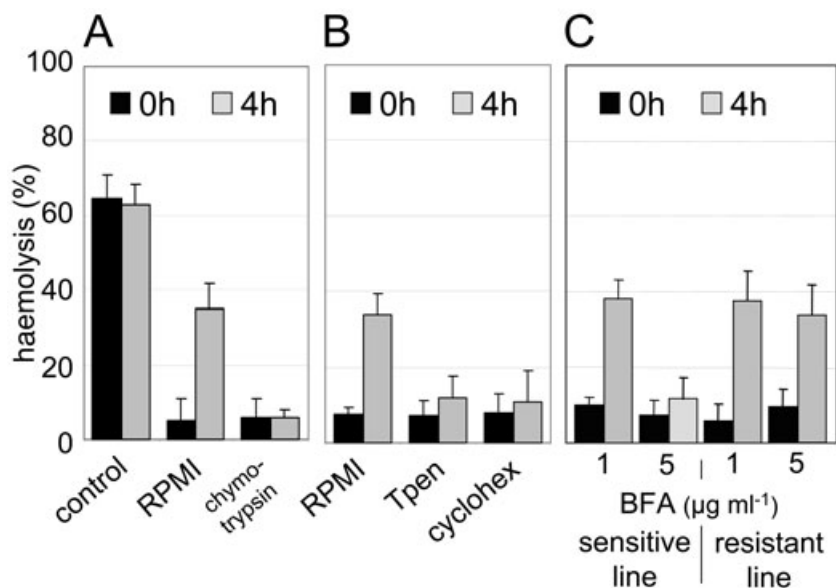 A
B
C
haemolysis (%)
100
80
60
40
20
0
0h 4h
0h 4h
0h 4h
control
RPMI
chymo-
trypsin
RPMI
Tpen
cyclohex
1 5 | 1 5
BFA (µg ml⁻¹)
sensitive | resistant
line | line